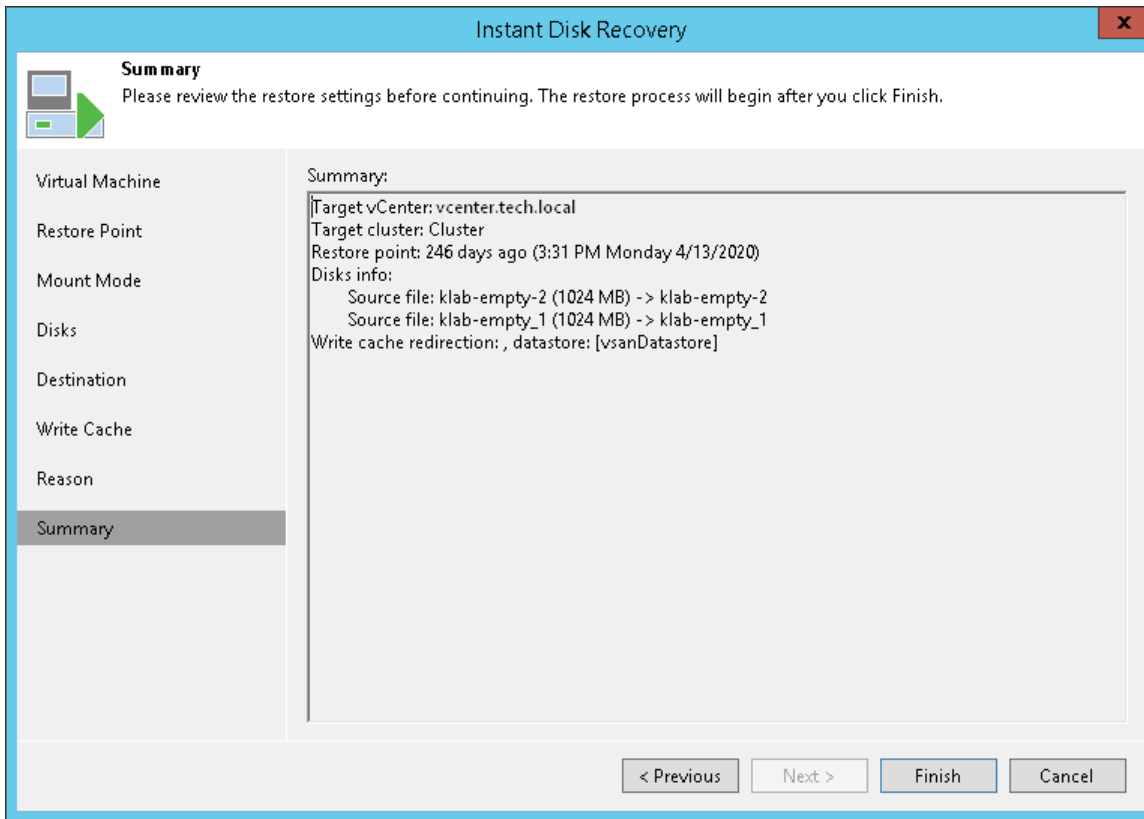 Instant Disk Recovery
x
Summary
Please review the restore settings before continuing. The restore process will begin after you click Finish.
Virtual Machine
Restore Point
Mount Mode
Disks
Destination
Write Cache
Reason
Summary
Summary:
Target vCenter: vcenter.tech.local
Target cluster: Cluster
Restore point: 246 days ago (3:31 PM Monday 4/13/2020)
Disks info:
Source file: klab-empty-2 (1024 MB) -> klab-empty-2
Source file: klab-empty_1 (1024 MB) -> klab-empty_1
Write cache redirection: , datastore: [vsanDatastore]
< Previous
Next >
Finish
Cancel